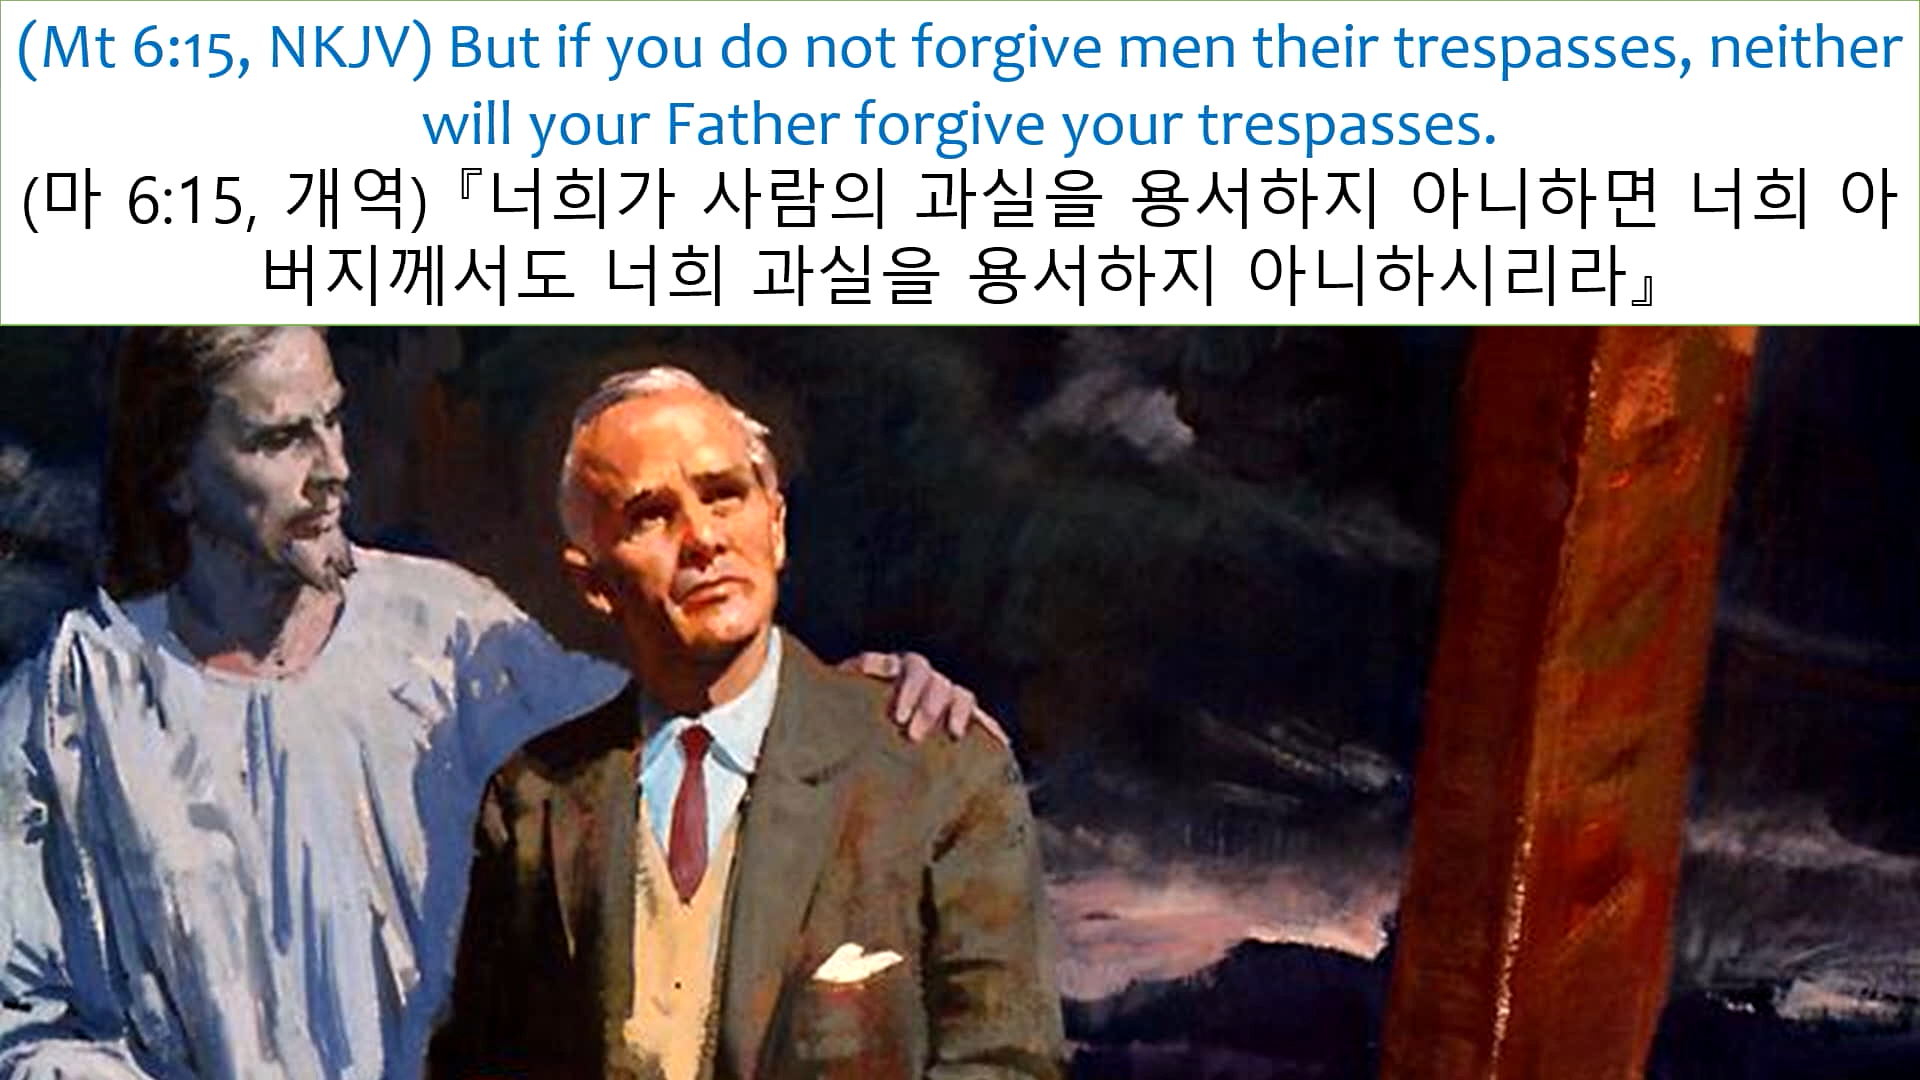 (Mt 6:15, NKJV) But if you do not forgive men their trespasses, neither
will your Father forgive your trespasses.
(마 6:15, 개역)『너희가 사람의 과실을 용서하지 아니하면 너희 아
버지께서도 너희 과실을 용서하지 아니하시리라』